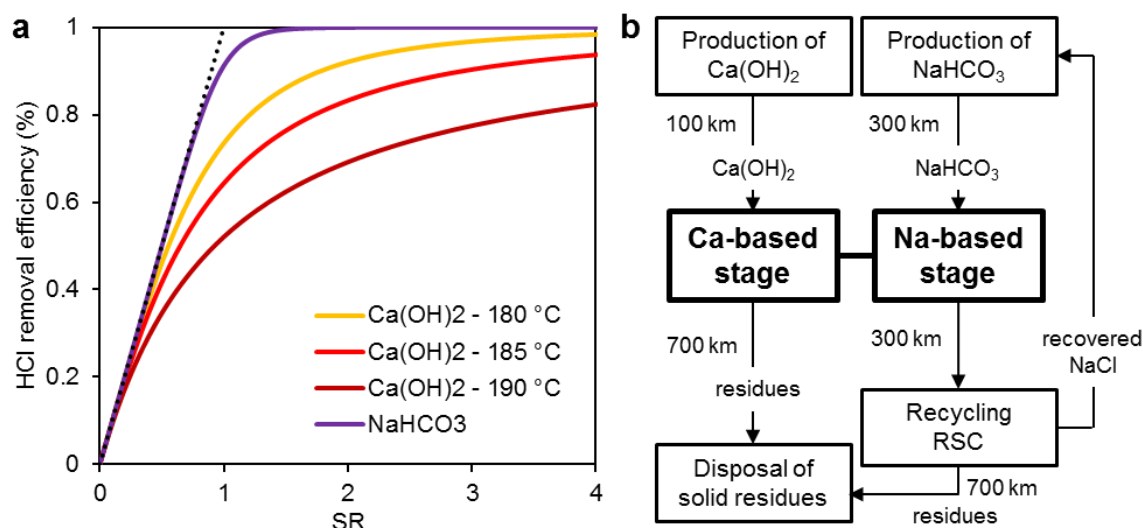 a
HCl removal efficiency (%)
1
0.8
0.6
0.4
0.2
0
0
1
2
3
4
SR
Ca(OH)2 - 180 °C
Ca(OH)2 - 185 °C
Ca(OH)2 - 190 °C
NaHCO3
b
Production of
Ca(OH)₂
Production of
NaHCO₃
100 km
300 km
Ca(OH)₂
NaHCO₃
Ca-based
stage
Na-based
stage
700 km
300 km
recovered
NaCl
residues
Recycling
RSC
Disposal of
solid residues
700 km
residues